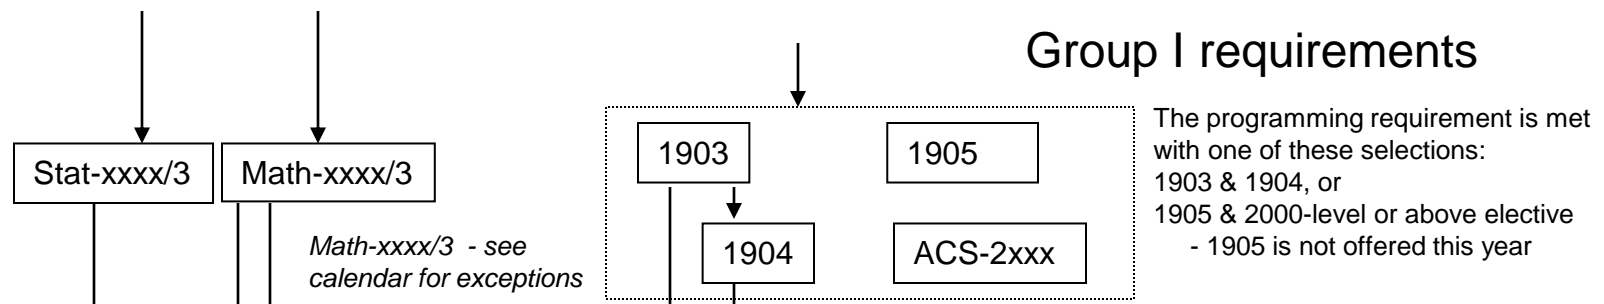 Group I requirements
Stat-xxxx/3
Math-xxxx/3
Math-xxxx/3 - see
calendar for exceptions
1903
1905
1904
ACS-2xxx
The programming requirement is met
with one of these selections:
1903 & 1904, or
1905 & 2000-level or above elective
- 1905 is not offered this year